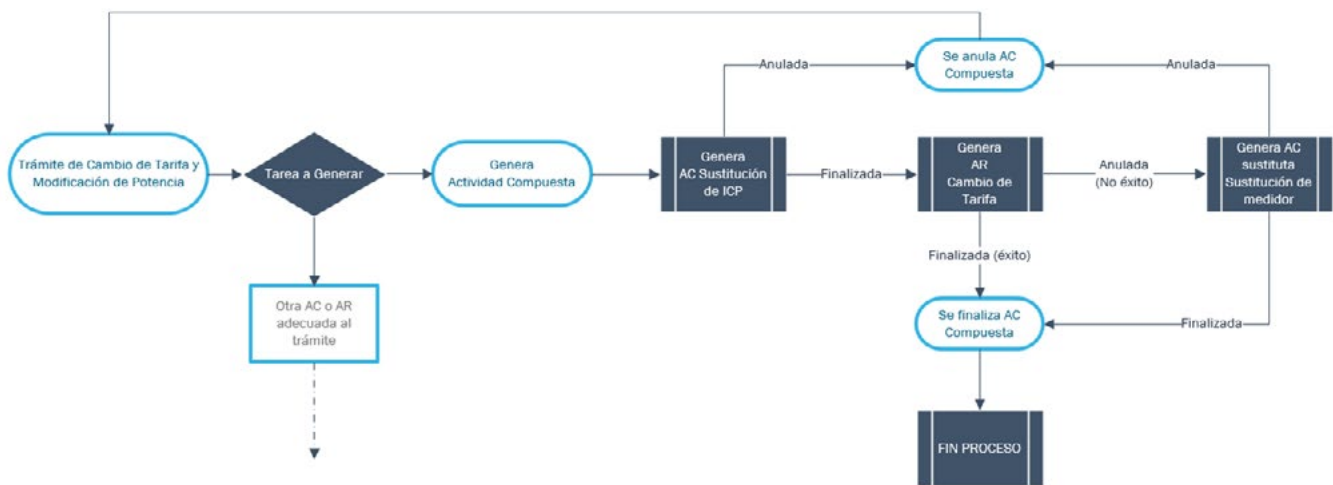 Anulada
Se anula AC
Compuesta
Anulada
Trámite de Cambio de Tarifa y
Modificación de Potencia
Tarea a Generar
Genera
Actividad Compuesta
Genera
AC Sustitución
de ICP
Finalizada
Genera
AR
Cambio de
Tarifa
Anulada
(No éxito)
Genera AC
sustituta
Sustitución de
medidor
Finalizada (éxito)
Otra AC o AR
adecuada al
trámite
Se finaliza AC
Compuesta
Finalizada
FIN PROCESO